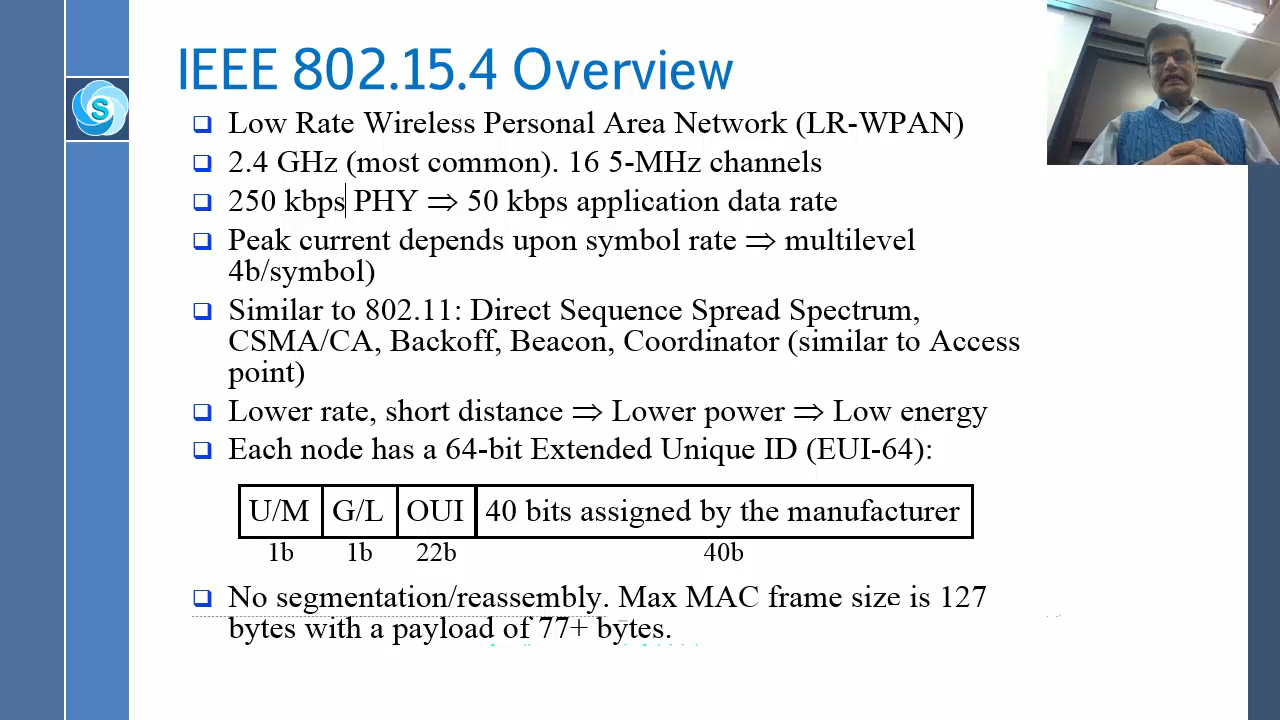 S
IEEE 802.15.4 Overview
Low Rate Wireless Personal Area Network (LR-WPAN)
2.4 GHz (most common). 16 5-MHz channels
250 kbps PHY ⇒ 50 kbps application data rate
Peak current depends upon symbol rate ⇒ multilevel
4b/symbol)
Similar to 802.11: Direct Sequence Spread Spectrum,
CSMA/CA, Backoff, Beacon, Coordinator (similar to Access
point)
Lower rate, short distance ⇒ Lower power ⇒ Low energy
Each node has a 64-bit Extended Unique ID (EUI-64):
U/M G/L OUI 40 bits assigned by the manufacturer
1b 1b 22b 40b
No segmentation/reassembly. Max MAC frame size is 127
bytes with a payload of 77+ bytes.